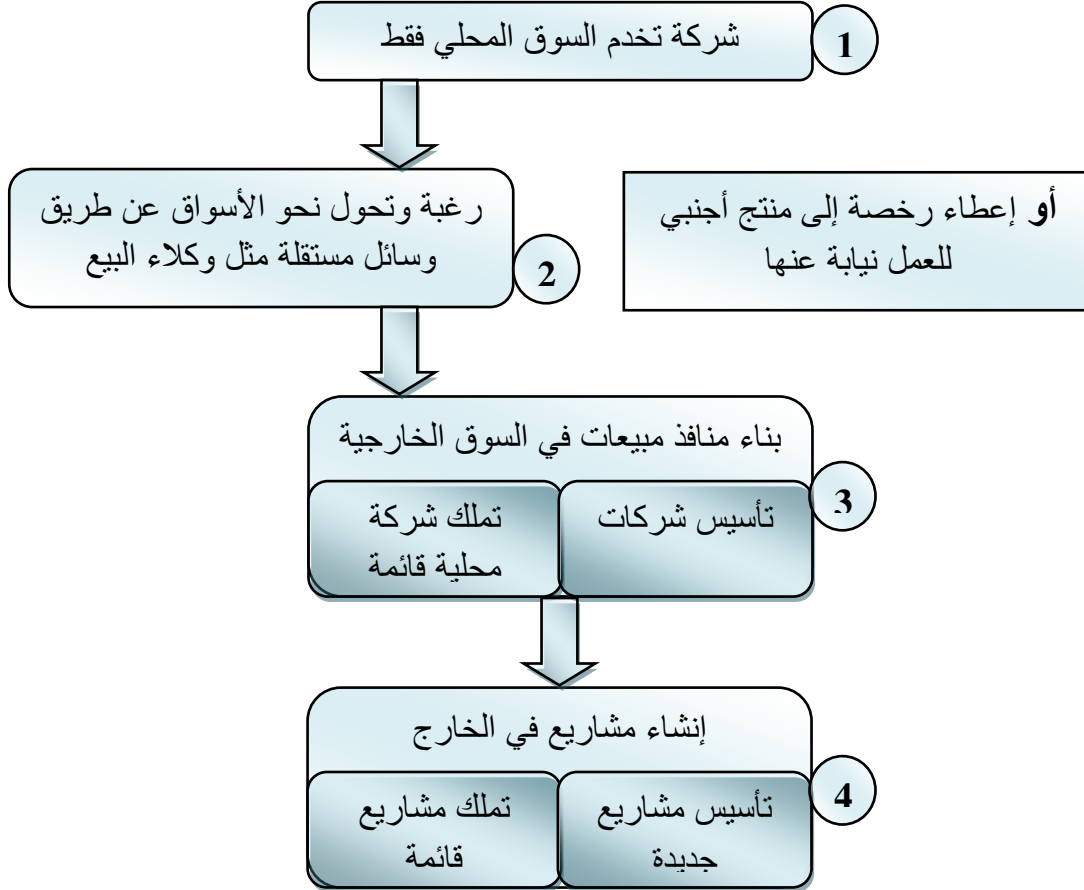 شركة تخدم السوق المحلي فقط
1
رغبة وتحول نحو الأسواق عن طريق
وسائل مستقلة مثل وكلاء البيع
2
أو إعطاء رخصة إلى منتج أجنبي
للعمل نيابة عنها
بناء منافذ مبيعات في السوق الخارجية
3
تأسيس شركات
تملك شركة
محلية قائمة
إنشاء مشاريع في الخارج
4
تأسيس مشاريع
جديدة
تملك مشاريع
قائمة